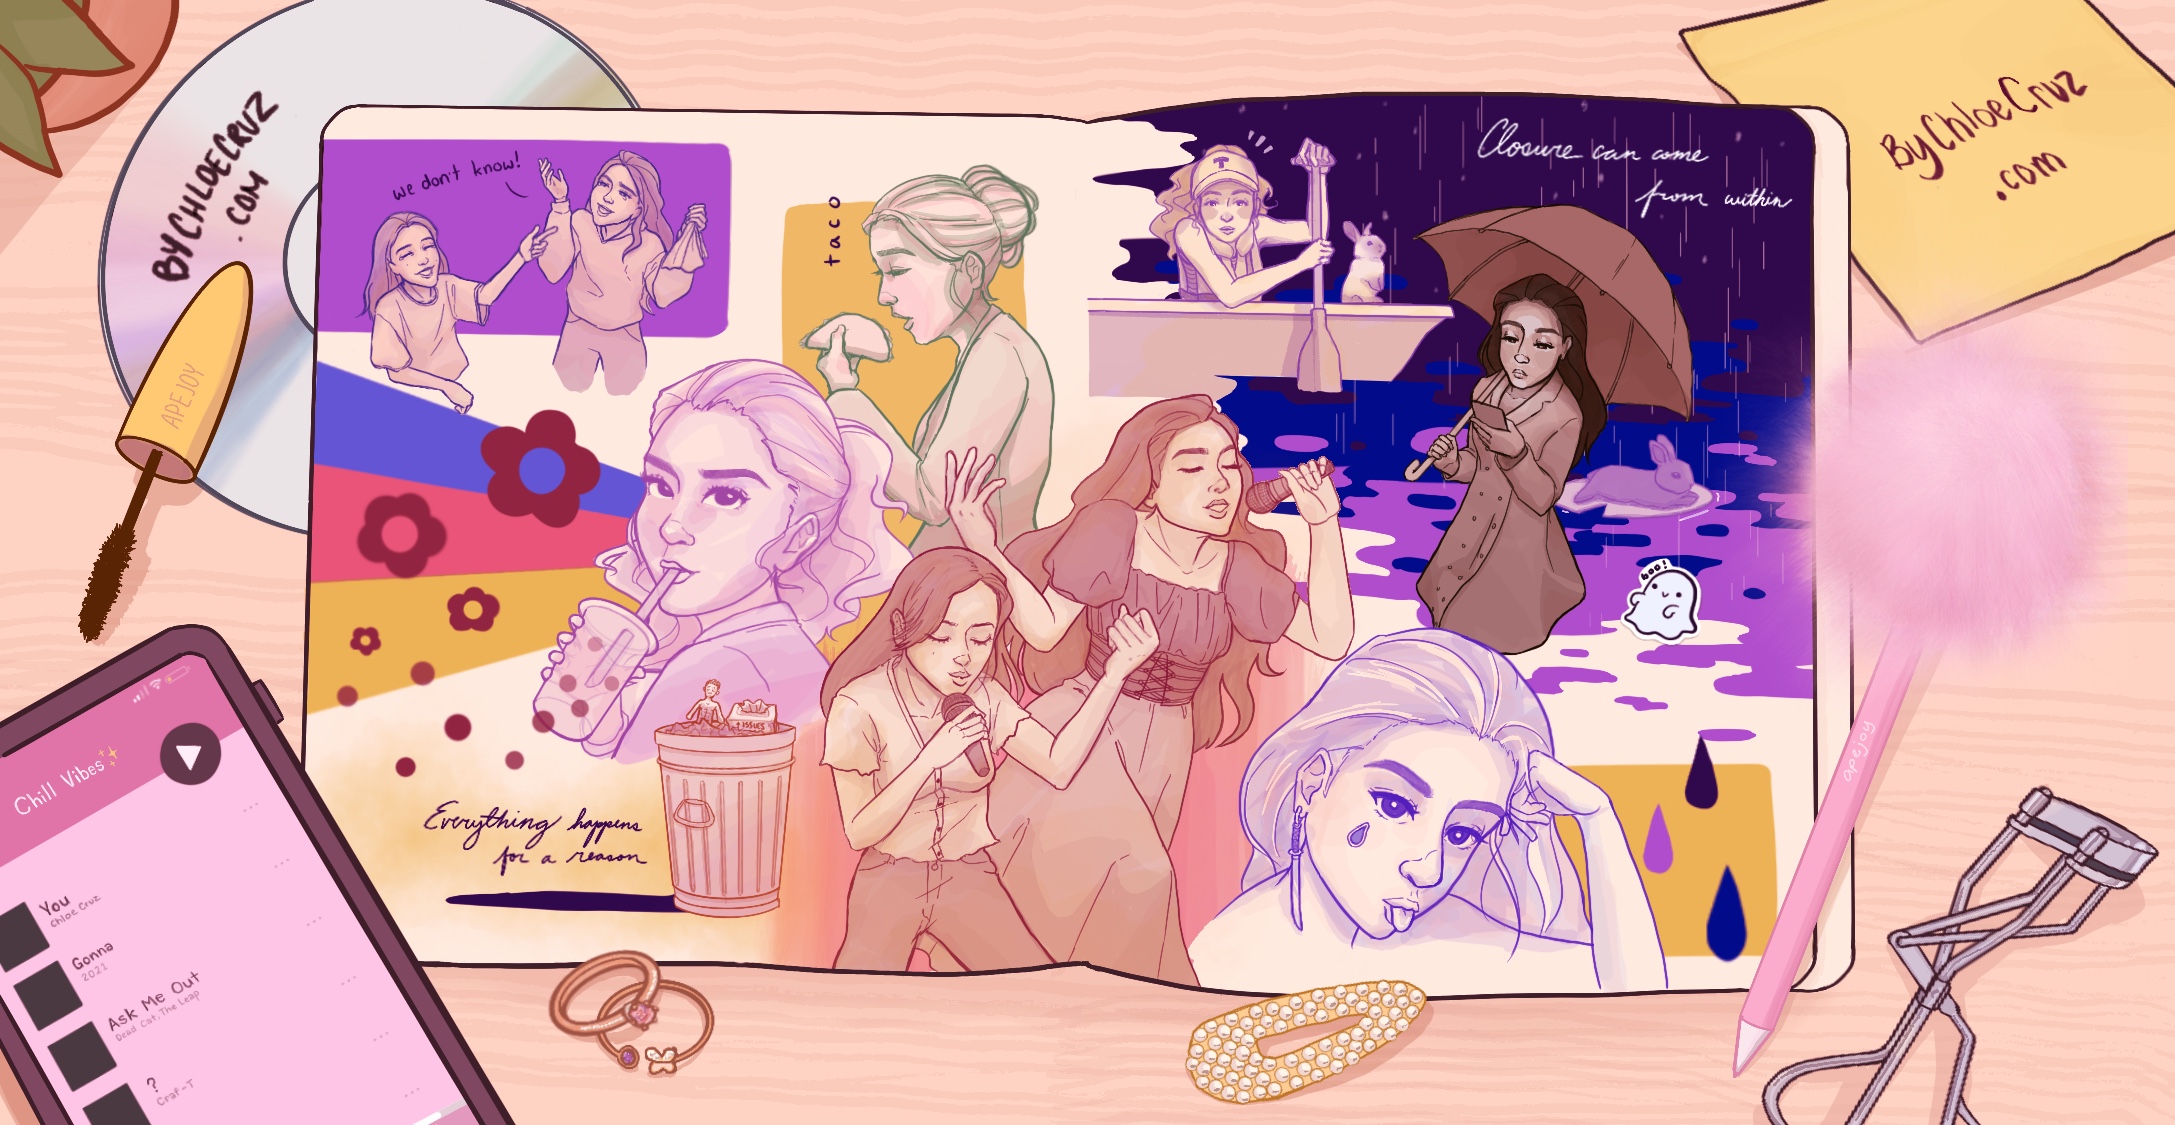 BYCHLOECRUZ
.COM
ByChloeCruz
.com
we don't know!
taco
T
Closure can come
from within
APEJOY
boo!
ISSUES
Everything happens
for a reason
apejoy
Chill Vibes
You
Chloe Cruz
Gonna
2021
Ask Me Out
Dead Cat, The Leap
?
Craf-T